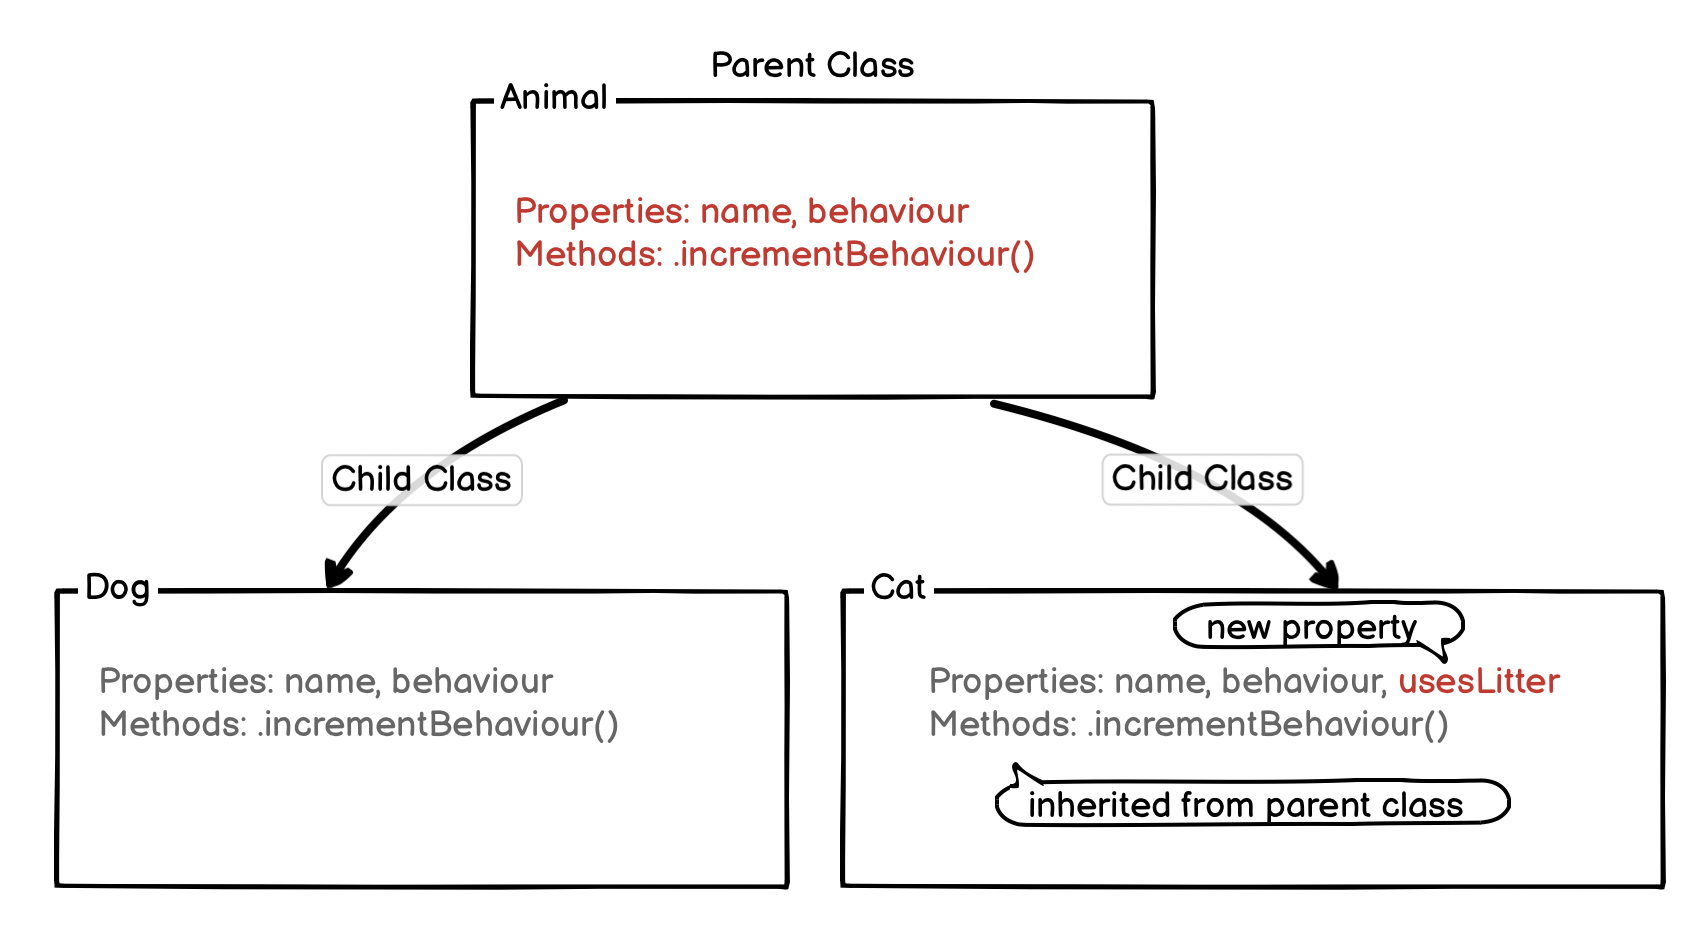 Parent Class
Animal
Properties: name, behaviour
Methods: .incrementBehaviour()
Child Class
Child Class
Dog
Properties: name, behaviour
Methods: .incrementBehaviour()
Cat
new property
Properties: name, behaviour, usesLitter
Methods: .incrementBehaviour()
inherited from parent class